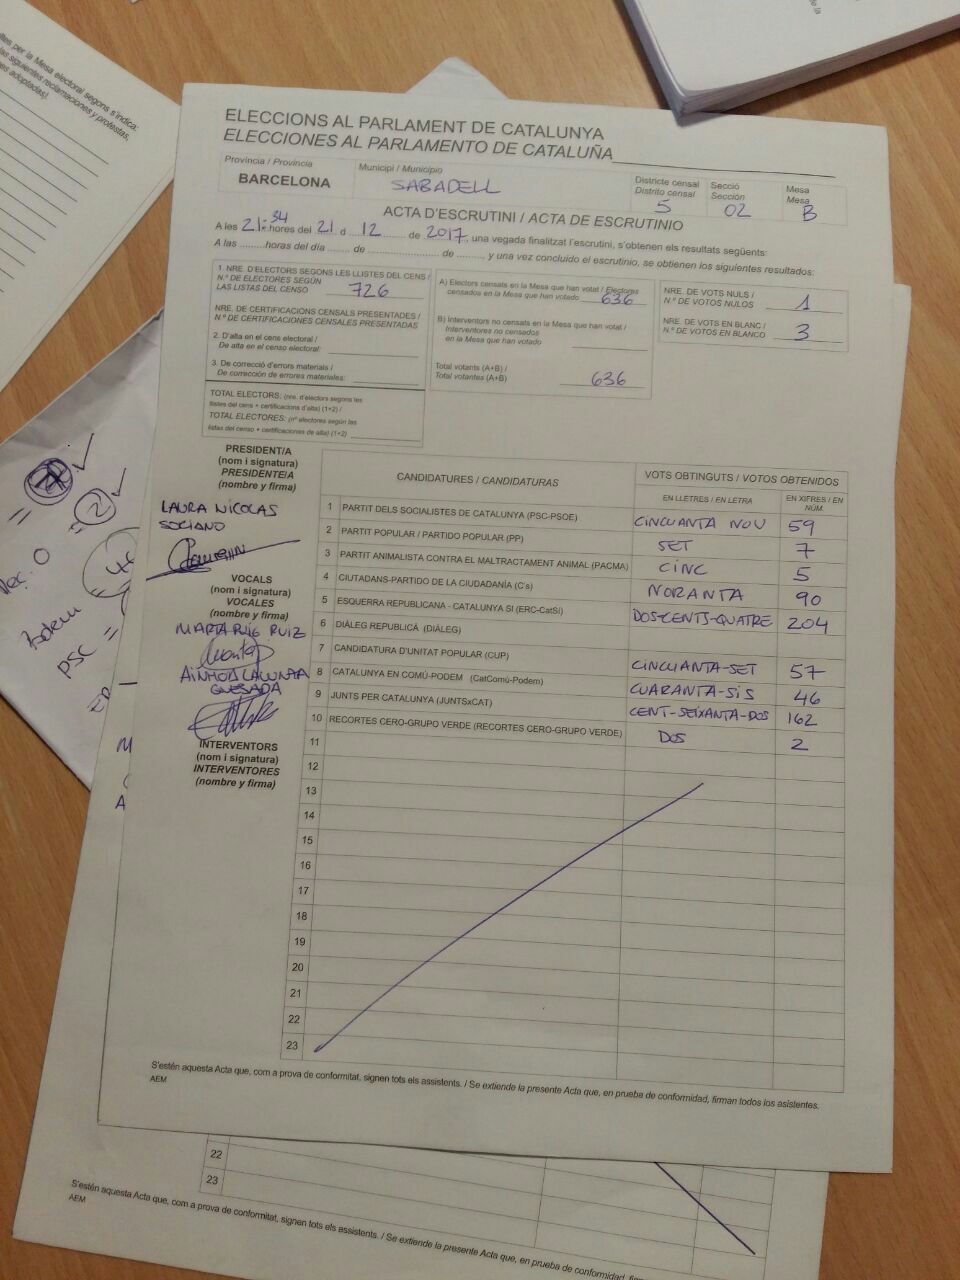 ELECCIONS AL PARLAMENT DE CATALUNYA
ELECCIONES AL PARLAMENTO DE CATALUÑA
Província / Provincia
BARCELONA
Municipi / Municipio
SABADELL
Districte censal
Distrito censal
5
Secció
Sección
02
Mesa
Mesa
B
ACTA D'ESCRUTINI / ACTA DE ESCRUTINIO
A les 21:34 hores del 21 d 12 de 2017, una vegada finalitzat l'escrutini, s'obtenen els resultats següents:
A las .........horas del día ....... de ........................ de ........, y una vez concluido el escrutinio, se obtienen los siguientes resultados:
1. NRE. D'ELECTORS SEGONS LES LLISTES DEL CENS /
N.º DE ELECTORES SEGÚN
LAS LISTAS DEL CENSO 726
NRE. DE CERTIFICACIONS CENSALS PRESENTADES /
N.º DE CERTIFICACIONES CENSALES PRESENTADAS
2. D'alta en el cens electoral /
De alta en el censo electoral:
3. De correcció d'errors materials /
De corrección de errores materiales:
TOTAL ELECTORS: (nre. d'electors segons les
llistes del cens + certificacions d'alta) (1+2) /
TOTAL ELECTORES: (nº electores según las
listas del censo + certificaciones de alta) (1+2)
A) Electors censats en la Mesa que han votat / Electores
censados en la Mesa que han votado 636
B) Interventors no censats en la Mesa que han votat /
Interventores no censados
en la Mesa que han votado
Total votants (A+B) /
Total votantes (A+B) 636
NRE. DE VOTS NULS /
N.º DE VOTOS NULOS 1
NRE. DE VOTS EN BLANC /
N.º DE VOTOS EN BLANCO 3
PRESIDENT/A
(nom i signatura)
PRESIDENTE/A
(nombre y firma)
LAURA NICOLAS
SORIANO
VOCALS
(nom i signatura)
VOCALES
(nombre y firma)
MARTA PUIG RUIZ
QUESADA
INTERVENTORS
(nom i signatura)
INTERVENTORES
(nombre y firma)
CANDIDATURES / CANDIDATURAS
VOTS OBTINGUTS / VOTOS OBTENIDOS
EN LLETRES / EN LETRA
EN XIFRES / EN NÚM.
1 PARTIT DELS SOCIALISTES DE CATALUNYA (PSC-PSOE) CINCUANTA NOU 59
2 PARTIT POPULAR / PARTIDO POPULAR (PP) SET 7
3 PARTIT ANIMALISTA CONTRA EL MALTRACTAMENT ANIMAL (PACMA) CINC 5
4 CIUTADANS-PARTIDO DE LA CIUDADANÍA (C's) NORANTA 90
5 ESQUERRA REPUBLICANA - CATALUNYA SI (ERC-CatSí) DOS-CENTS-QUATRE 204
6 DIÀLEG REPUBLICÀ (DIÀLEG)
7 CANDIDATURA D'UNITAT POPULAR (CUP) CINCUANTA-SET 57
8 CATALUNYA EN COMÚ-PODEM (CatComú-Podem) CUARANTA-SIS 46
9 JUNTS PER CATALUNYA (JUNTSxCAT) CENT-SEIXANTA-DOS 162
10 RECORTES CERO-GRUPO VERDE (RECORTES CERO-GRUPO VERDE) DOS 2
11
12
13
14
15
16
17
18
19
20
21
22
23
S'estén aquesta Acta que, com a prova de conformitat, signen tots els assistents. / Se extiende la presente Acta que, en prueba de conformidad, firman todos los asistentes.
AEM
22
23
S'estén aquesta Acta que, com a prova de conformitat, signen tots els assistents. / Se extiende la presente Acta que, en prueba de conformidad,
AEM
per la Mesa electoral segons s'indica:
las siguientes reclamaciones y protestas,
adoptadas).
de la
2
PSC =